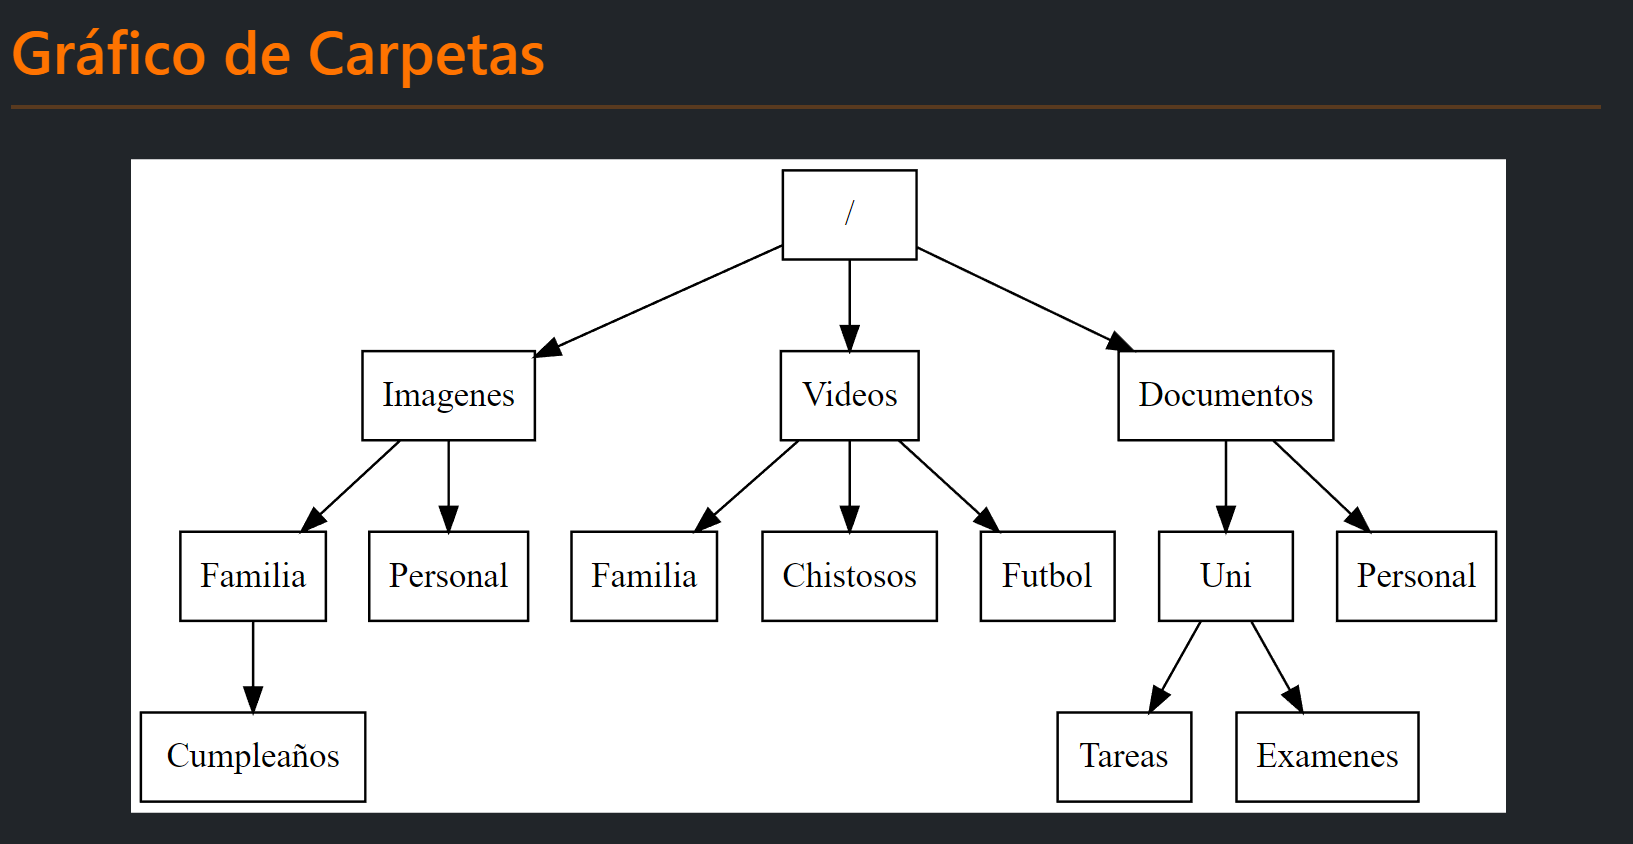 Gráfico de Carpetas
/
Imagenes
Videos
Documentos
Familia
Personal
Familia
Chistosos
Futbol
Uni
Personal
Cumpleaños
Tareas
Examenes